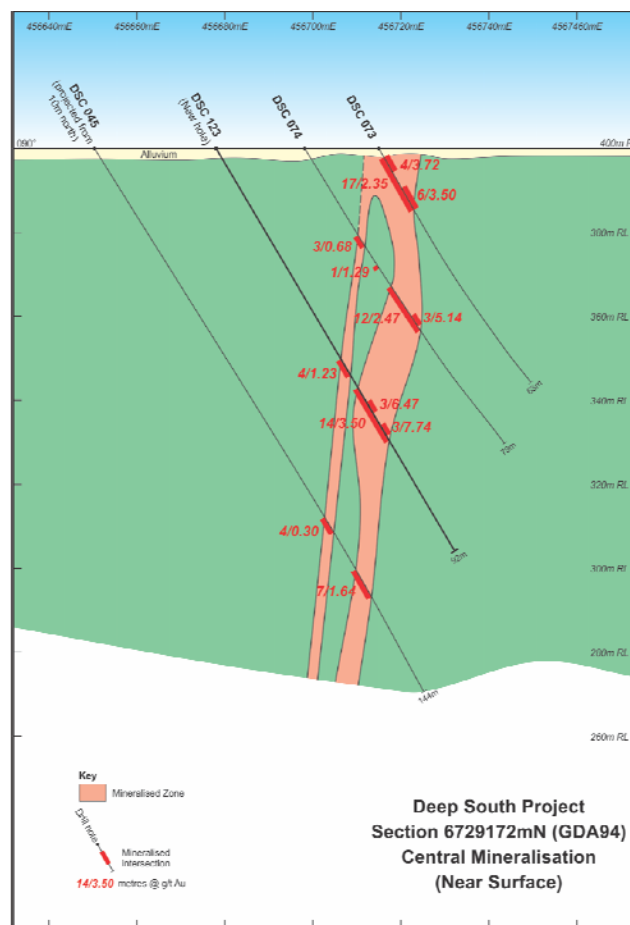 456640mE 456660mE 456680mE 456700mE 456720mE 4567240mE 4567460mE
DSC 045
(projected from
10m north)
DSC 123
(New hole)
DSC 074
DSC 073
090°
Alluvium
400m RL
4/3.72
17/2.35
6/3.50
3/0.68
300m RL
1/1.29
12/2.47
3/5.14
360m RL
4/1.23
340m RL
3/6.47
14/3.50
3/7.74
320m RL
4/0.30
92m
300m RL
7/1.64
280m RL
144m
260m RL
Key
Mineralised Zone
Drill hole
Mineralised
Intersection
14/3.50 metres @ g/t Au
Deep South Project
Section 6729172mN (GDA94)
Central Mineralisation
(Near Surface)